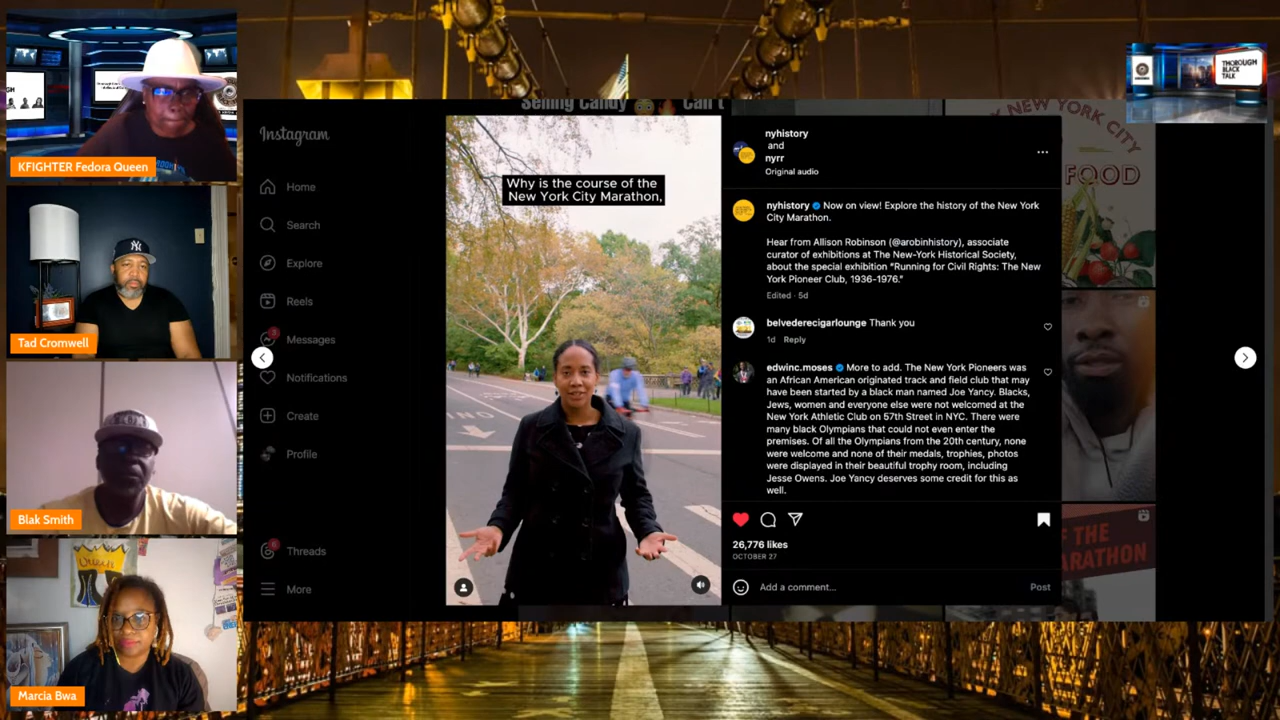 KFIGHTER Fedora Queen
Tad Cromwell
Blak Smith
Marcia Bwa
THOROUGH
BLACK
TALK
Selling Candy
Can't
Instagram
Home
Search
Explore
Reels
Messages
Notifications
Create
Profile
Threads
More
Why is the course of the
New York City Marathon,
nyhistory
and
nyrr
Original audio
nyhistory Now on view! Explore the history of the New York
City Marathon.
Hear from Allison Robinson (@arobinhistory), associate
curator of exhibitions at The New-York Historical Society,
about the special exhibition "Running for Civil Rights: The New
York Pioneer Club, 1936-1976."
Edited · 5d
belvederecigarlounge Thank you
1d Reply
edwinc.moses More to add. The New York Pioneers was
an African American originated track and field club that may
have been started by a black man named Joe Yancy. Blacks,
Jews, women and everyone else were not welcomed at the
New York Athletic Club on 57th Street in NYC. There were
many black Olympians that could not even enter the
premises. Of all the Olympians from the 20th century, none
were welcome and none of their medals, trophies, photos
were displayed in their beautiful trophy room, including
Jesse Owens. Joe Yancy deserves some credit for this as
well.
26,776 likes
OCTOBER 27
Add a comment...
Post
NEW YORK CITY
FOOD
OF THE
MARATHON